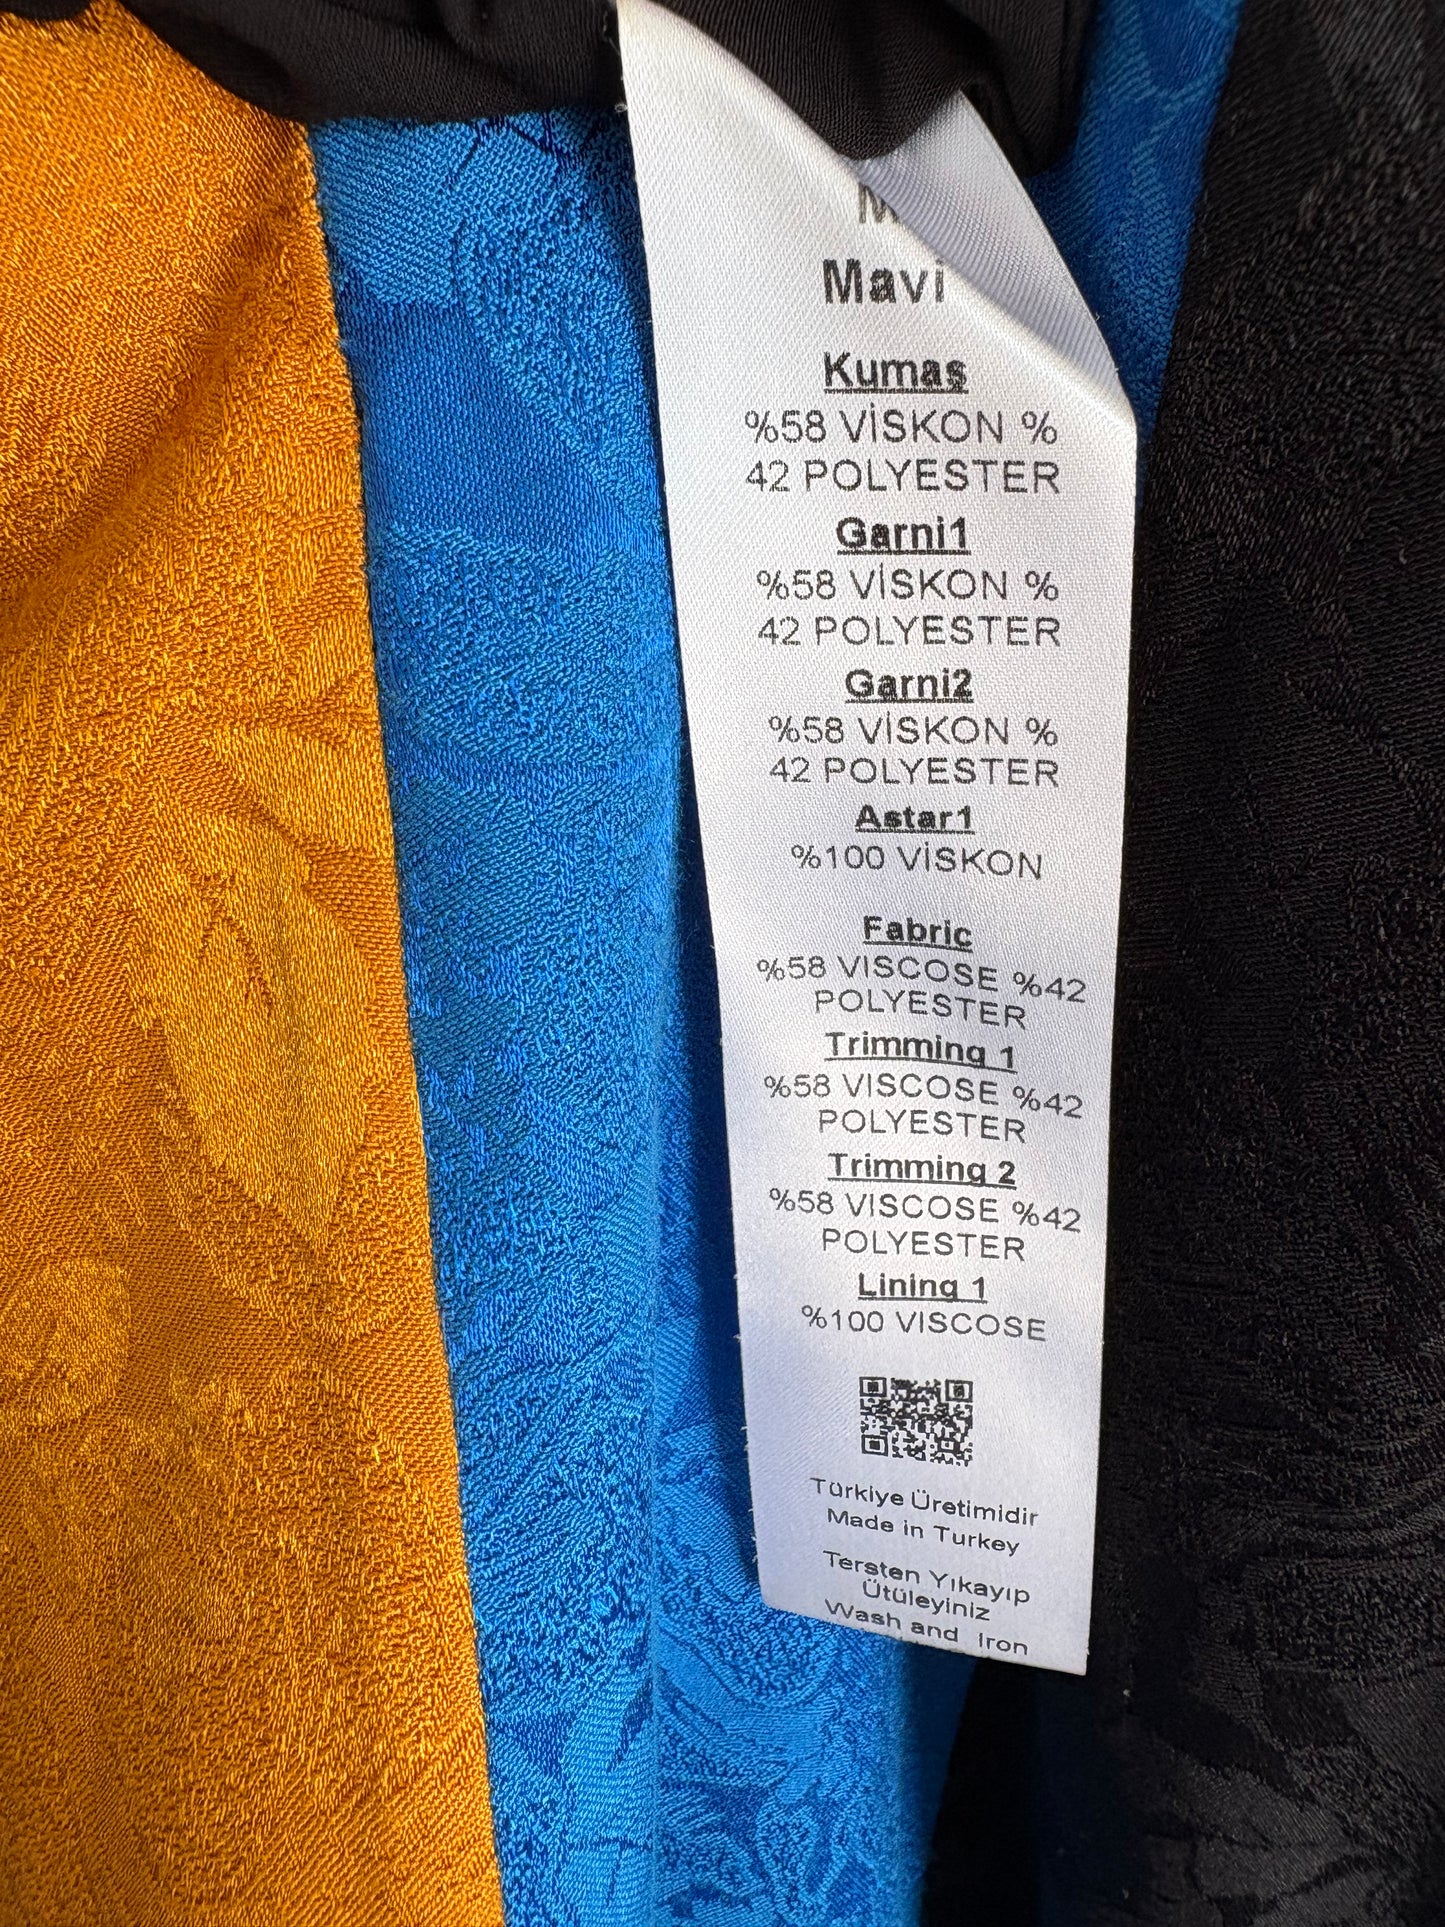 Mavi
Kumaş
%58 VİSKON %
42 POLYESTER
Garni1
%58 VİSKON %
42 POLYESTER
Garni2
%58 VİSKON %
42 POLYESTER
Astar1
%100 VİSKON
Fabric
%58 VISCOSE %42
POLYESTER
Trimming 1
%58 VISCOSE %42
POLYESTER
Trimming 2
%58 VISCOSE %42
POLYESTER
Lining 1
%100 VISCOSE
Türkiye Üretimidir
Made in Turkey
Tersten Yıkayıp
Ütüleyiniz
Wash and Iron